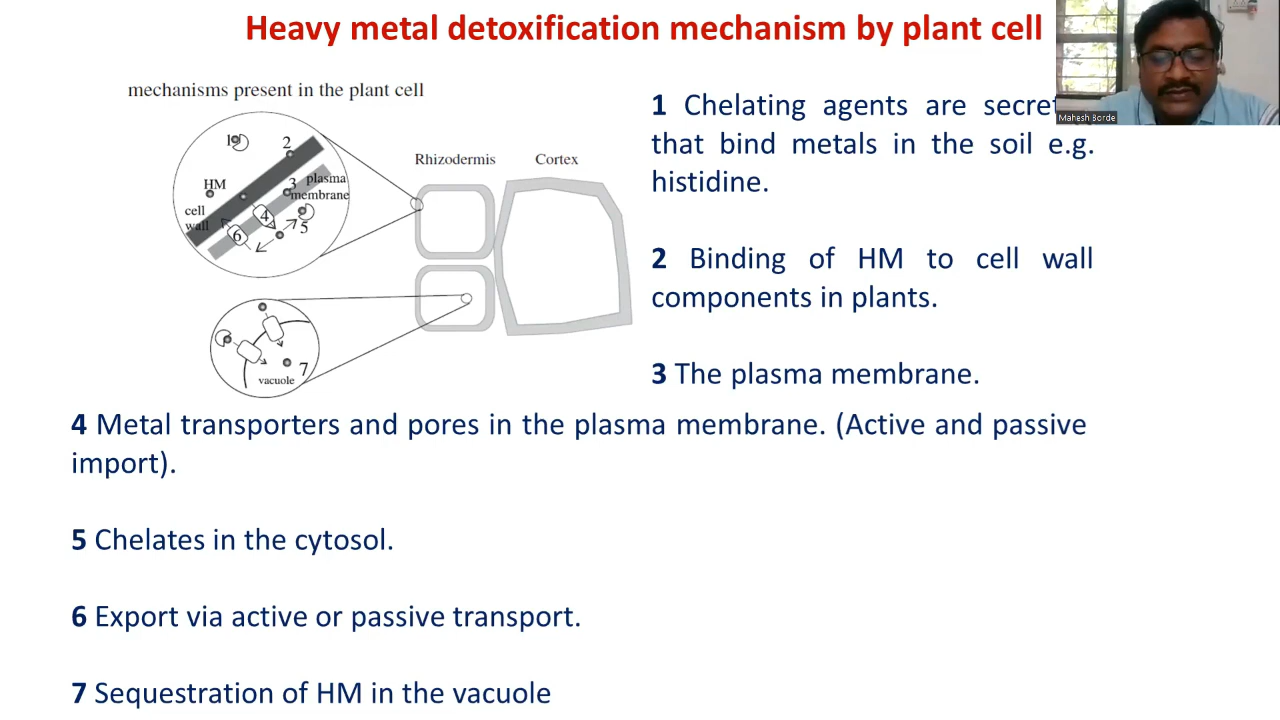 Heavy metal detoxification mechanism by plant cell
mechanisms present in the plant cell
1
2
HM
3 plasma
membrane
cell
wall
4
5
6
Rhizodermis
Cortex
7
vacuole
Mahesh Borde
1 Chelating agents are
that bind metals in the soil e.g.
histidine.
2 Binding of HM to cell wall
components in plants.
3 The plasma membrane.
4 Metal transporters and pores in the plasma membrane. (Active and passive
import).
5 Chelates in the cytosol.
6 Export via active or passive transport.
7 Sequestration of HM in the vacuole